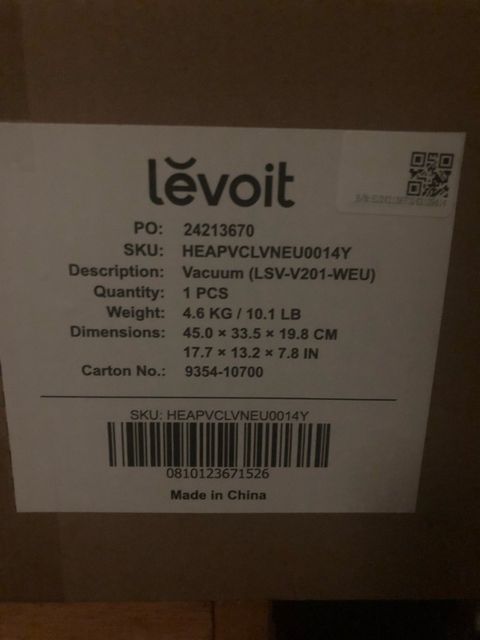 lĕvoit
PO: 24213670
SKU: HEAPVCLVNEU0014Y
Description: Vacuum (LSV-V201-WEU)
Quantity: 1 PCS
Weight: 4.6 KG / 10.1 LB
Dimensions: 45.0 × 33.5 × 19.8 CM
17.7 × 13.2 × 7.8 IN
Carton No.: 9354-10700
SKU: HEAPVCLVNEU0014Y
0810123671526
Made in China